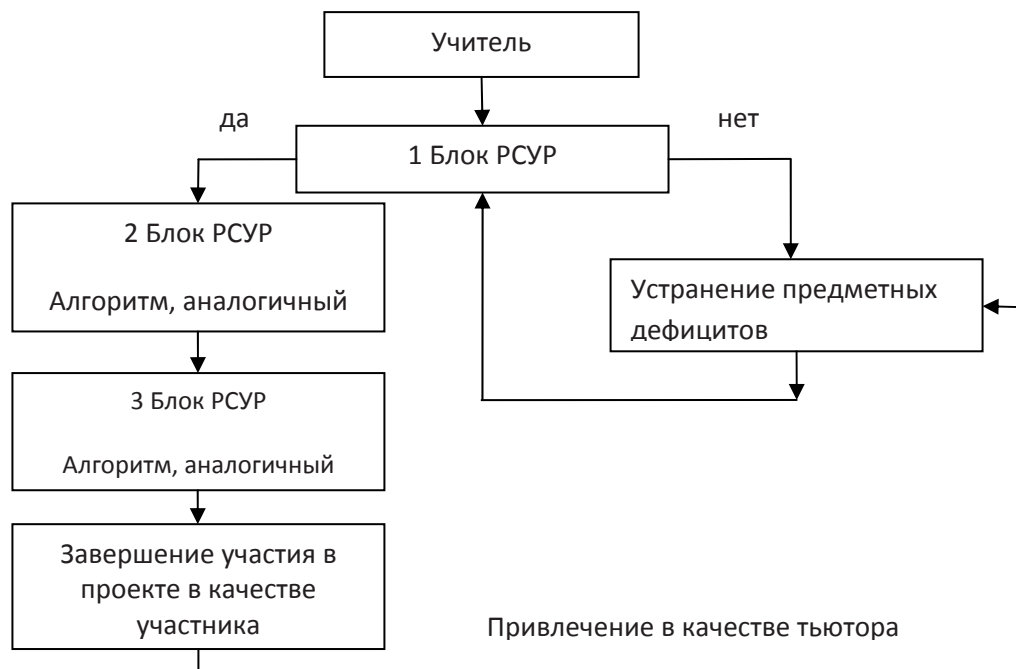 Учитель
да
нет
1 Блок РСУР
2 Блок РСУР
Алгоритм, аналогичный
Устранение предметных
дефицитов
3 Блок РСУР
Алгоритм, аналогичный
Завершение участия в
проекте в качестве
участника
Привлечение в качестве тьютора